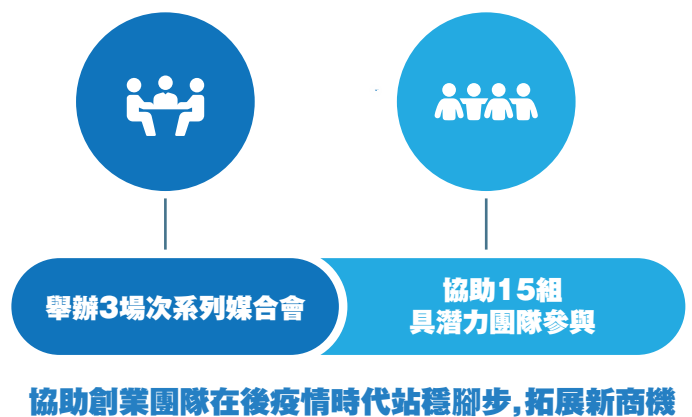 舉辦3場次系列媒合會
協助15組
具潛力團隊參與
協助創業團隊在後疫情時代站穩腳步,拓展新商機